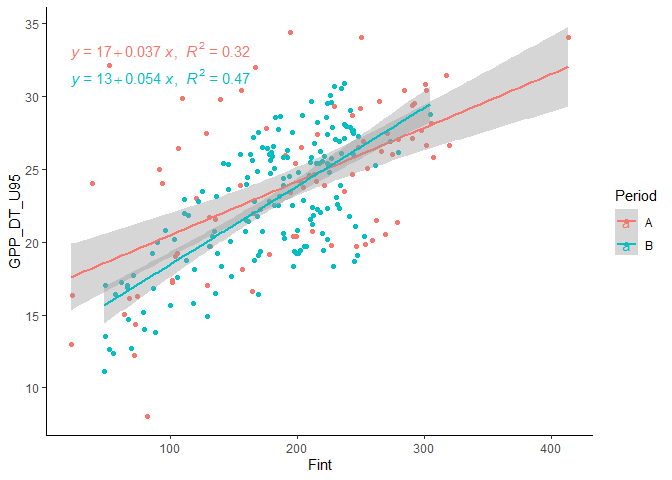 y = 17 + 0.037 x, R² = 0.32
y = 13 + 0.054 x, R² = 0.47
35
30
25
20
15
10
GPP_DT_U95
100 200 300 400
Fint
Period
a A
a B